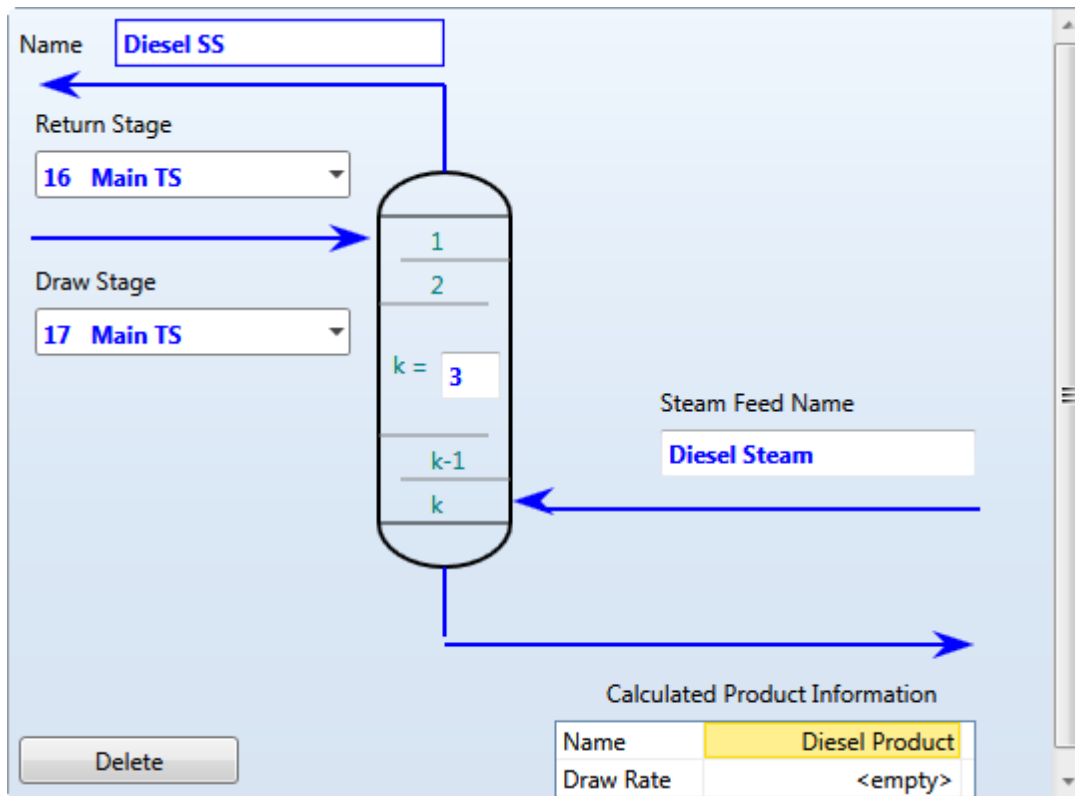 Name Diesel SS
Return Stage
16 Main TS
1
Draw Stage
2
17 Main TS
k = 3
Steam Feed Name
Diesel Steam
k-1
k
Calculated Product Information
Name Diesel Product
Delete
Draw Rate <empty>